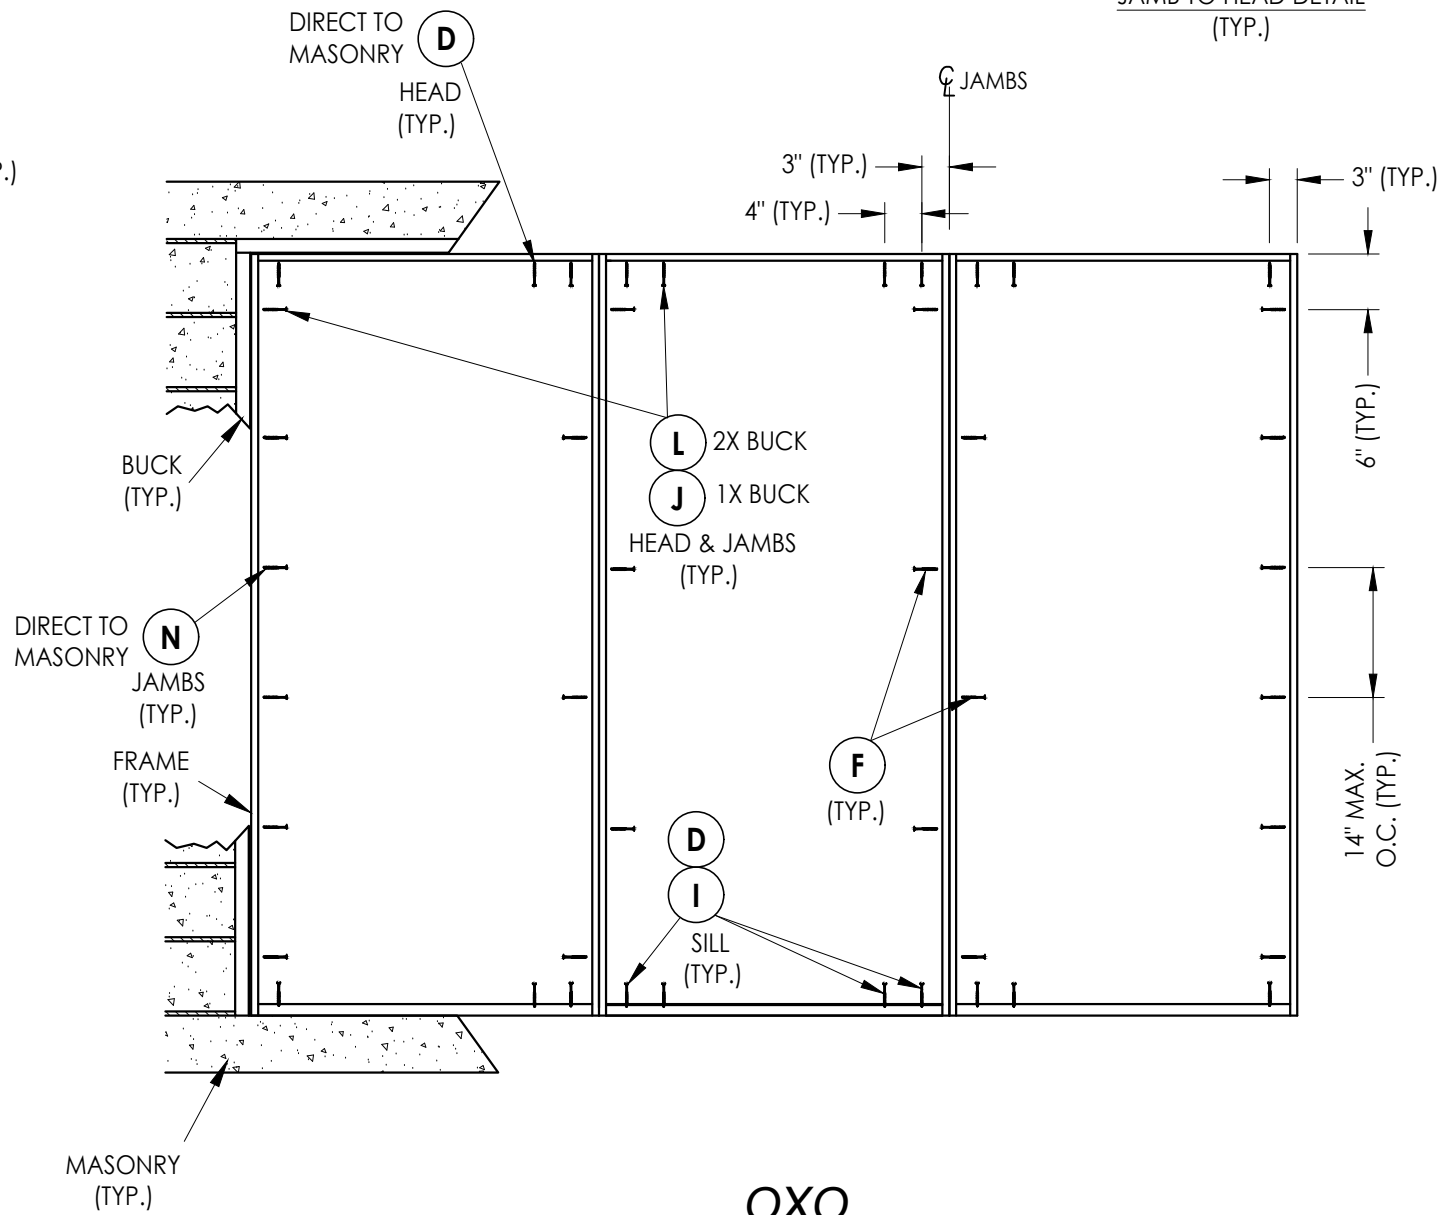 JAMB TO HEAD DETAIL
(TYP.)
DIRECT TO
MASONRY
D
HEAD
(TYP.)
℄ JAMBS
P.)
3" (TYP.)
3" (TYP.)
4" (TYP.)
6" (TYP.)
BUCK
(TYP.)
L 2X BUCK
J 1X BUCK
HEAD & JAMBS
(TYP.)
DIRECT TO
MASONRY
N
JAMBS
(TYP.)
FRAME
(TYP.)
F
(TYP.)
14" MAX.
O.C. (TYP.)
D
I
SILL
(TYP.)
MASONRY
(TYP.)
OXO